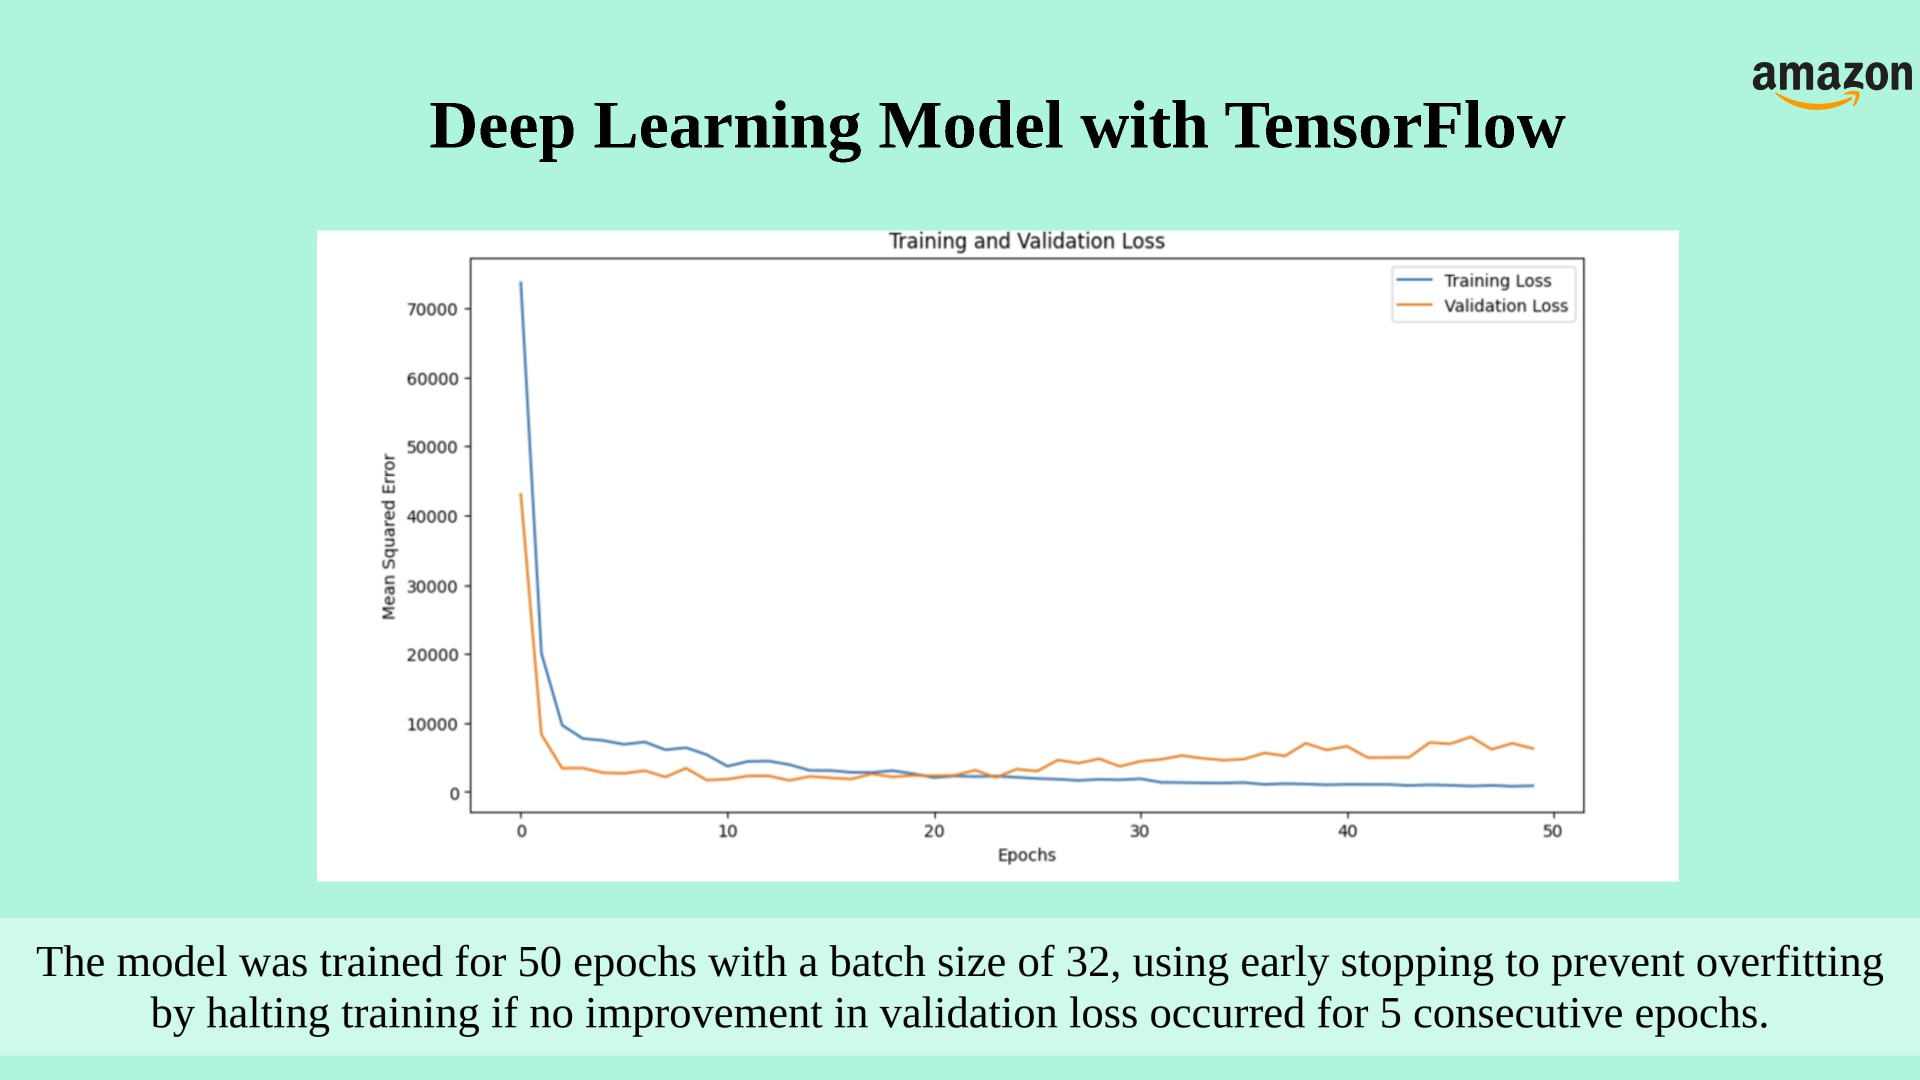 amazon
Deep Learning Model with TensorFlow
Training and Validation Loss
Training Loss
Validation Loss
70000
60000
50000
40000
30000
20000
10000
0
Mean Squared Error
0 10 20 30 40 50
Epochs
The model was trained for 50 epochs with a batch size of 32, using early stopping to prevent overfitting
by halting training if no improvement in validation loss occurred for 5 consecutive epochs.